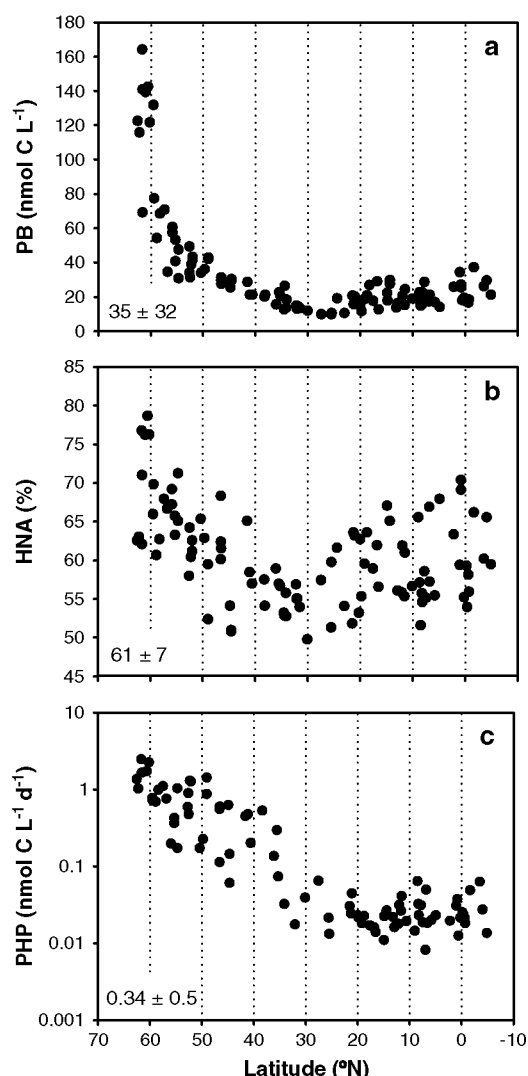 a
PB (nmol C L-1)
180
160
140
120
100
80
60
40
20
0
35 ± 32
b
HNA (%)
85
80
75
70
65
60
55
50
45
61 ± 7
c
PHP (nmol C L-1 d-1)
10
1
0.1
0.01
0.001
0.34 ± 0.5
70 60 50 40 30 20 10 0 -10
Latitude (ºN)